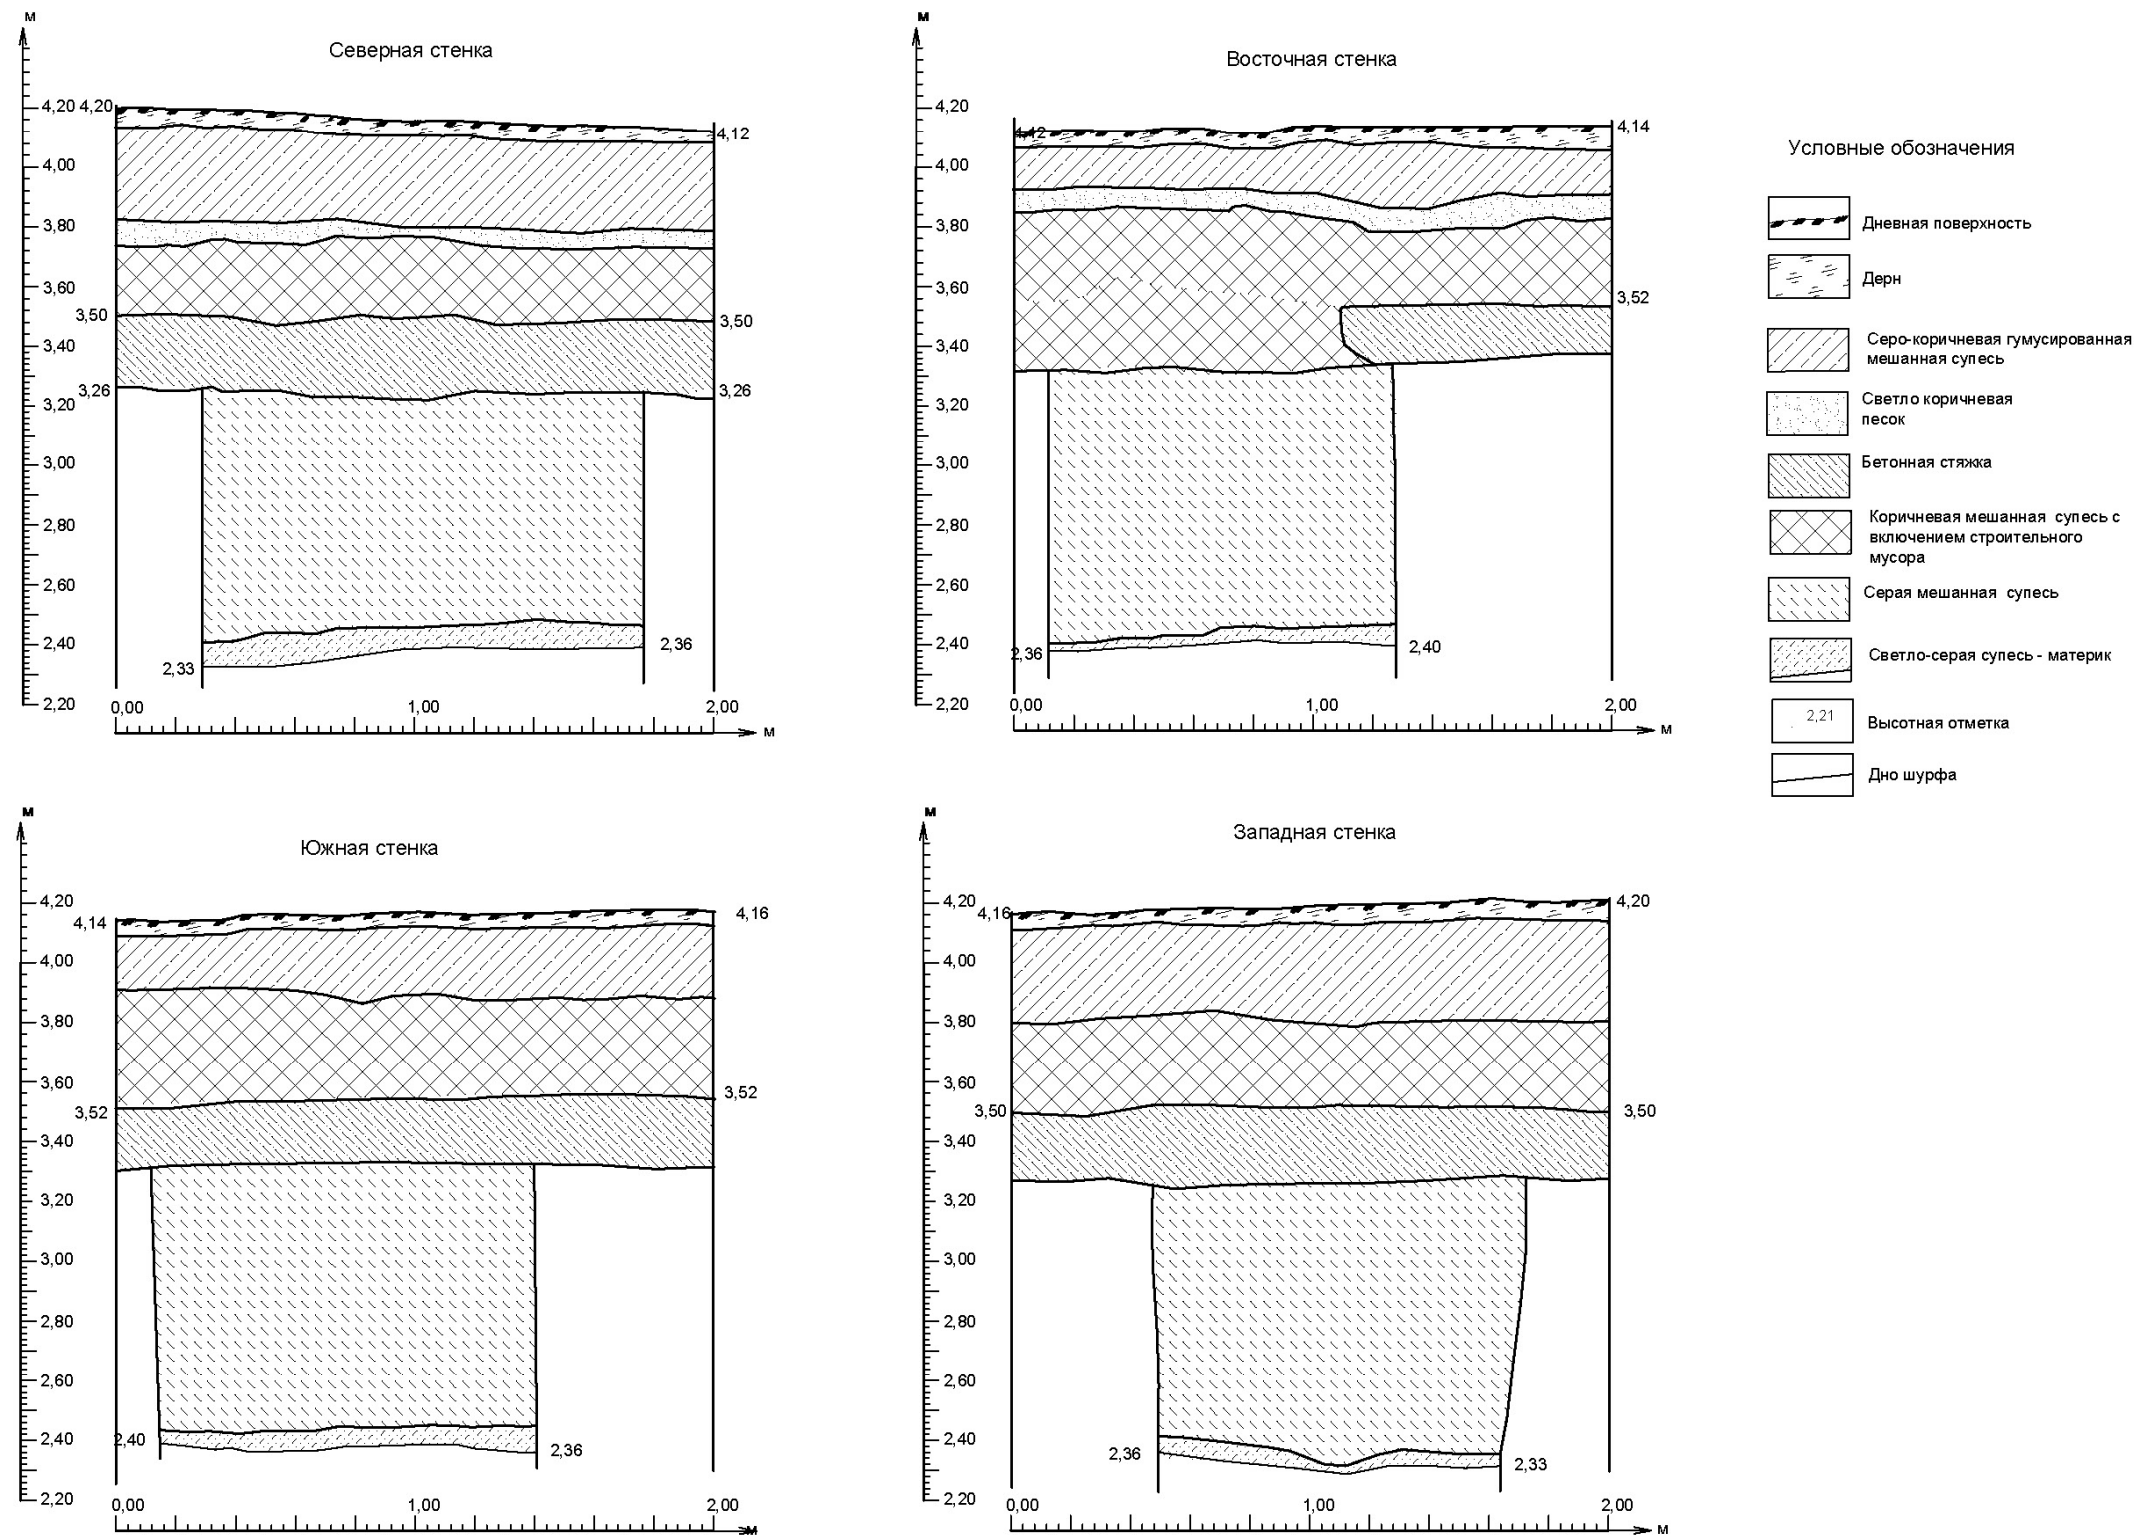 м
Северная стенка
4,20
4,20
4,12
4,00
3,80
3,60
3,50
3,50
3,40
3,26
3,26
3,20
3,00
2,80
2,60
2,40
2,36
2,33
2,20
0,00 1,00 2,00
м
м
Восточная стенка
4,20
4,12
4,14
4,00
3,80
3,60
3,52
3,40
3,20
3,00
2,80
2,60
2,40
2,36
2,40
2,20
0,00 1,00 2,00
м
Условные обозначения
Дневная поверхность
Дерн
Серо-коричневая гумусированная
мешанная супесь
Светло коричневая
песок
Бетонная стяжка
Коричневая мешанная супесь с
включением строительного
мусора
Серая мешанная супесь
Светло-серая супесь - материк
2,21
Высотная отметка
Дно шурфа
м
Южная стенка
4,20
4,14
4,16
4,00
3,80
3,60
3,52
3,52
3,40
3,20
3,00
2,80
2,60
2,40
2,40
2,36
2,20
0,00 1,00 2,00
м
м
Западная стенка
4,20
4,16
4,20
4,00
3,80
3,60
3,50
3,50
3,40
3,20
3,00
2,80
2,60
2,40
2,36
2,33
2,20
0,00 1,00 2,00
м